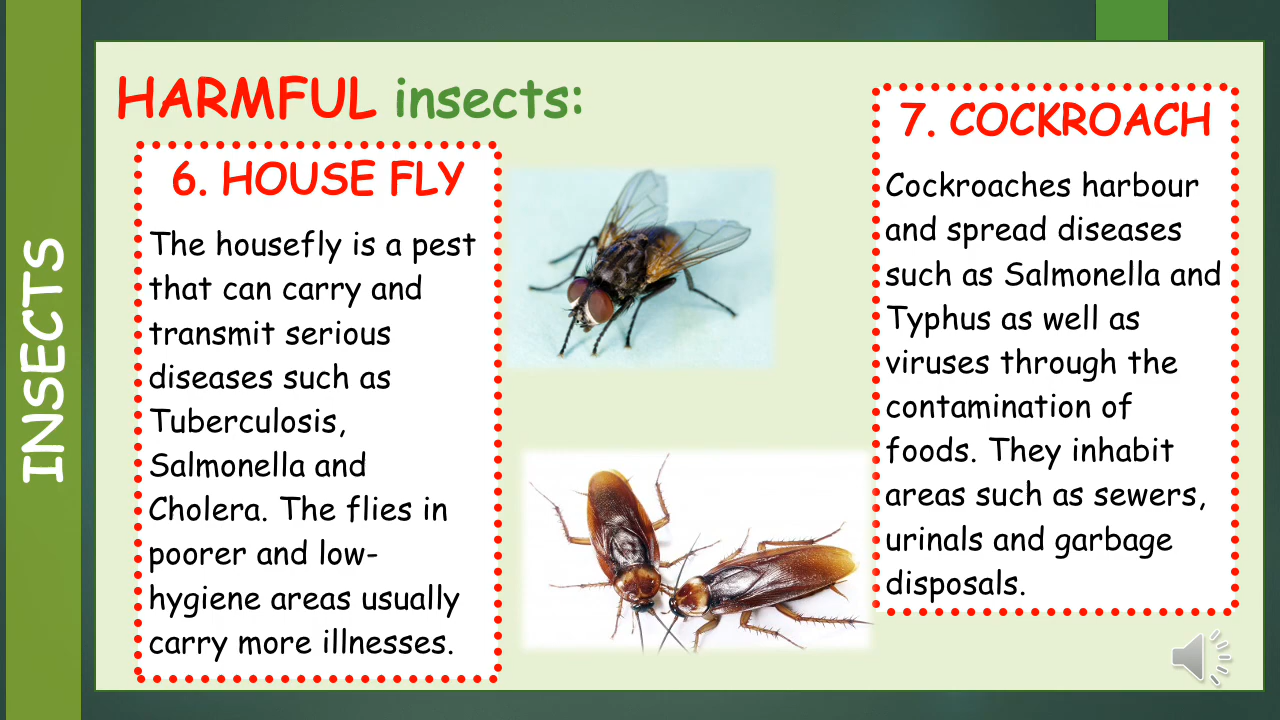 INSECTS
HARMFUL insects:
6. HOUSE FLY
The housefly is a pest
that can carry and
transmit serious
diseases such as
Tuberculosis,
Salmonella and
Cholera. The flies in
poorer and low-
hygiene areas usually
carry more illnesses.
7. COCKROACH
Cockroaches harbour
and spread diseases
such as Salmonella and
Typhus as well as
viruses through the
contamination of
foods. They inhabit
areas such as sewers,
urinals and garbage
disposals.